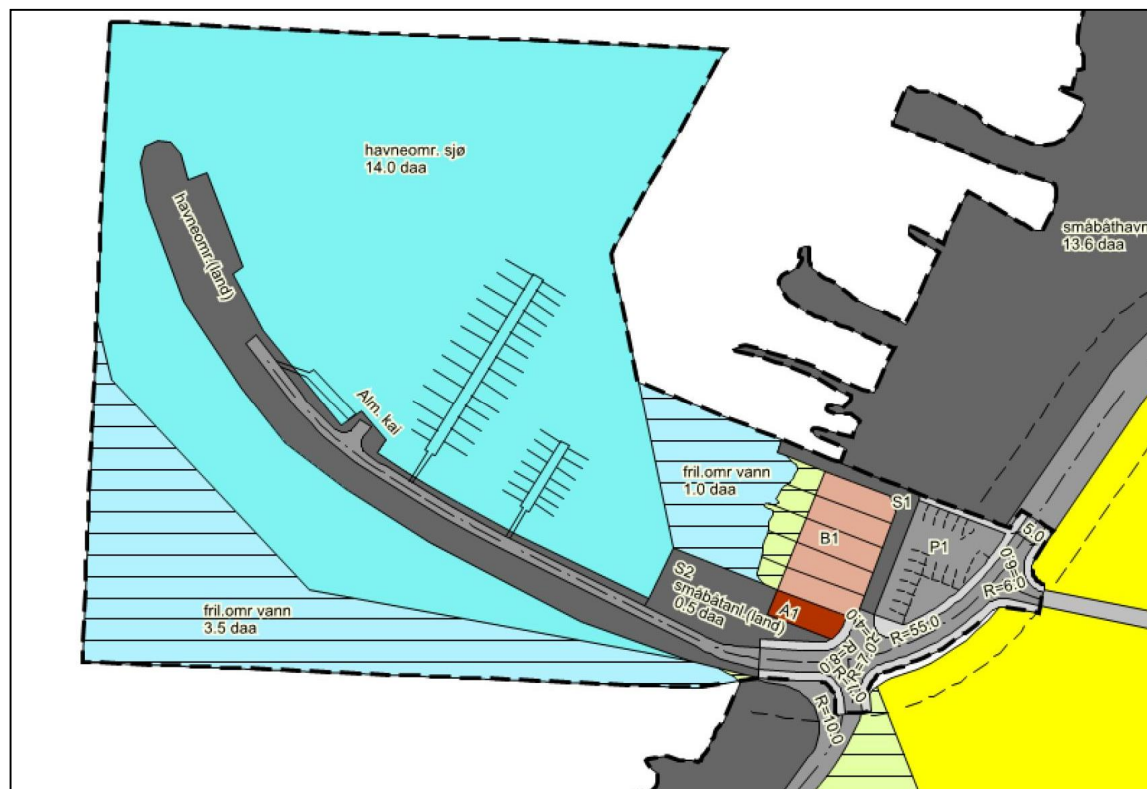 havneomr. sjø
14.0 daa
havneomr.(land)
småbåthavn
13.6 daa
Alm. kai
fril.omr vann
1.0 daa
S1
B1
P1
5.0
R=6.0
S2
småbåtanl.(land)
0.5 daa
A1
R=55.0
R=7.0
fril.omr vann
3.5 daa
R=10.0